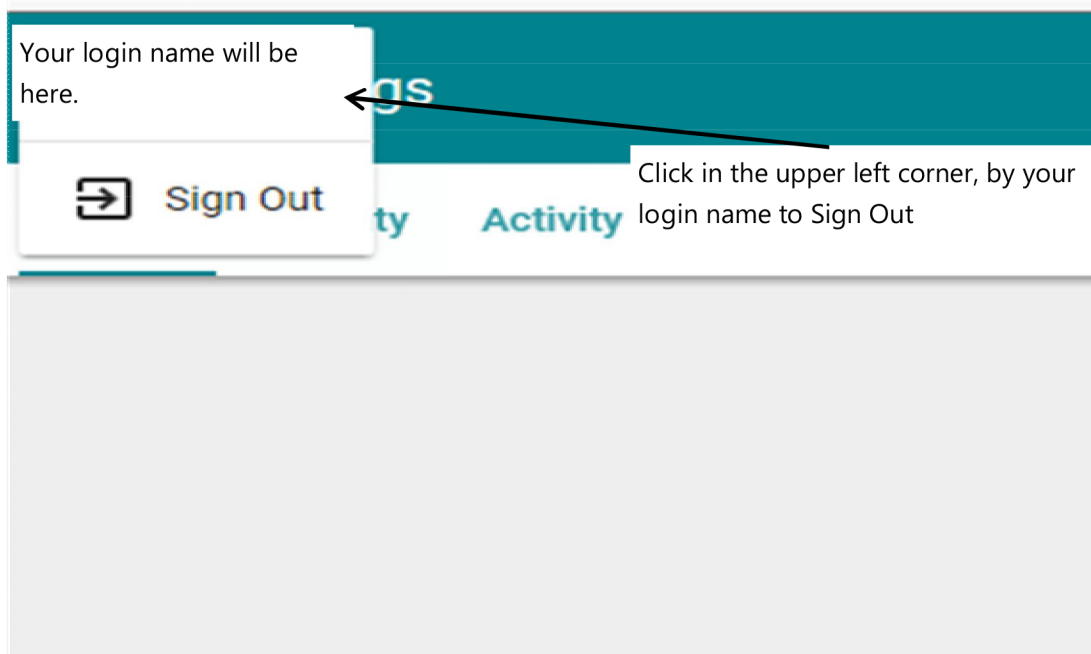 Your login name will be
here.
gs
Click in the upper left corner, by your
login name to Sign Out
Sign Out
ty
Activity